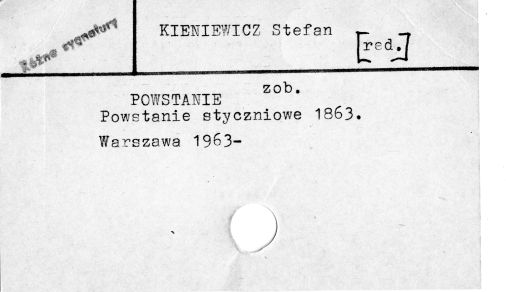 Różne sygnatury
KIENIEWICZ Stefan
[red.]
zob.
POWSTANIE
Powstanie styczniowe 1863.
Warszawa 1963-